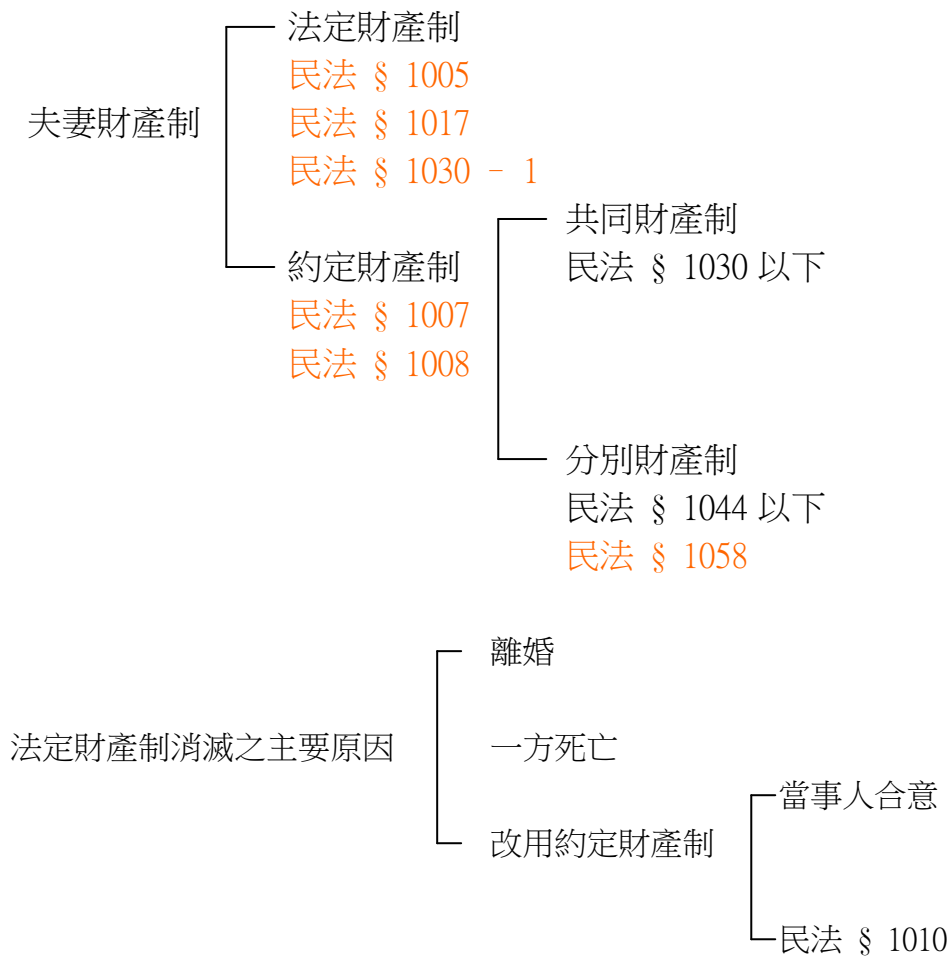 夫妻財產制
法定財產制
民法 § 1005
民法 § 1017
民法 § 1030 - 1
約定財產制
民法 § 1007
民法 § 1008
共同財產制
民法 § 1030 以下
分別財產制
民法 § 1044 以下
民法 § 1058
法定財產制消滅之主要原因
離婚
一方死亡
改用約定財產制
當事人合意
民法 § 1010